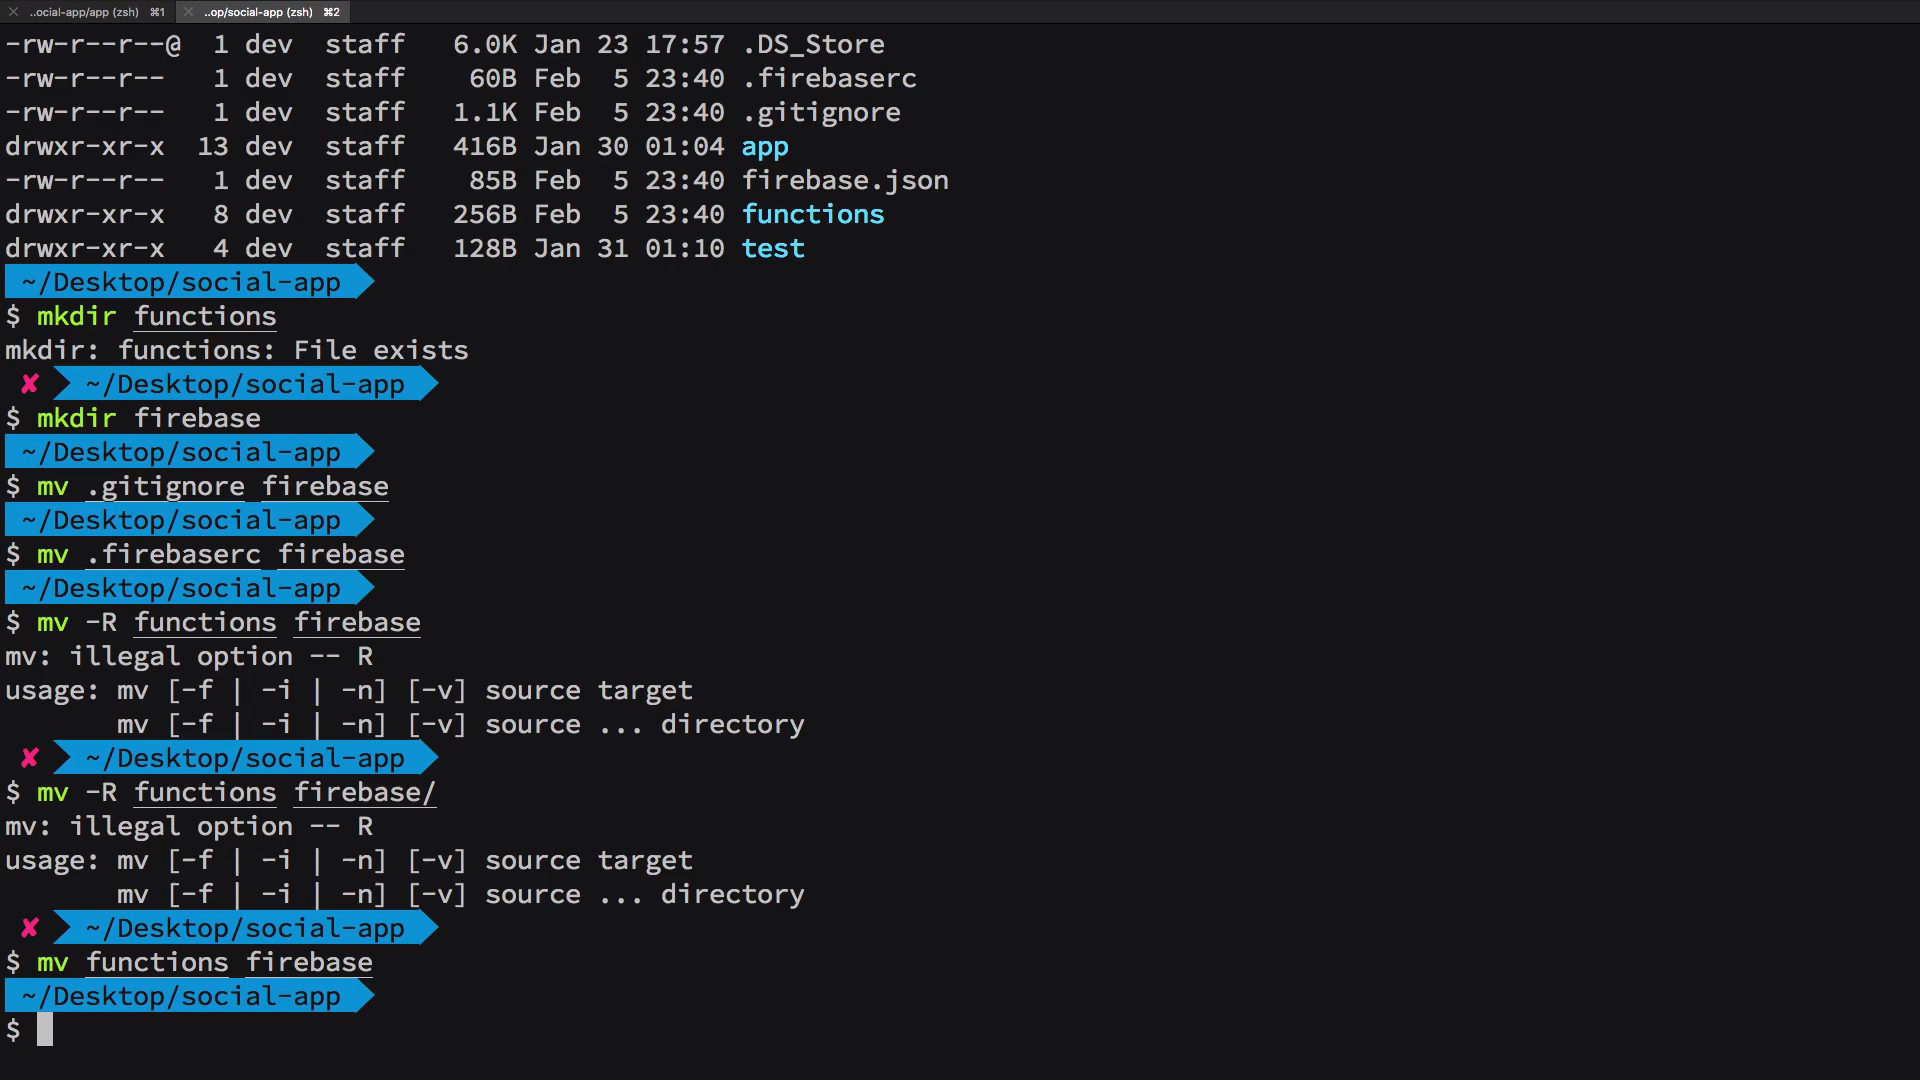 ..ocial-app/app (zsh) ⌘1 ..op/social-app (zsh) ⌘2
-rw-r--r--@ 1 dev staff 6.0K Jan 23 17:57 .DS_Store
-rw-r--r-- 1 dev staff 60B Feb 5 23:40 .firebaserc
-rw-r--r-- 1 dev staff 1.1K Feb 5 23:40 .gitignore
drwxr-xr-x 13 dev staff 416B Jan 30 01:04 app
-rw-r--r-- 1 dev staff 85B Feb 5 23:40 firebase.json
drwxr-xr-x 8 dev staff 256B Feb 5 23:40 functions
drwxr-xr-x 4 dev staff 128B Jan 31 01:10 test
~/Desktop/social-app
$ mkdir functions
mkdir: functions: File exists
✘ ~/Desktop/social-app
$ mkdir firebase
~/Desktop/social-app
$ mv .gitignore firebase
~/Desktop/social-app
$ mv .firebaserc firebase
~/Desktop/social-app
$ mv -R functions firebase
mv: illegal option -- R
usage: mv [-f | -i | -n] [-v] source target
mv [-f | -i | -n] [-v] source ... directory
✘ ~/Desktop/social-app
$ mv -R functions firebase/
mv: illegal option -- R
usage: mv [-f | -i | -n] [-v] source target
mv [-f | -i | -n] [-v] source ... directory
✘ ~/Desktop/social-app
$ mv functions firebase
~/Desktop/social-app
$